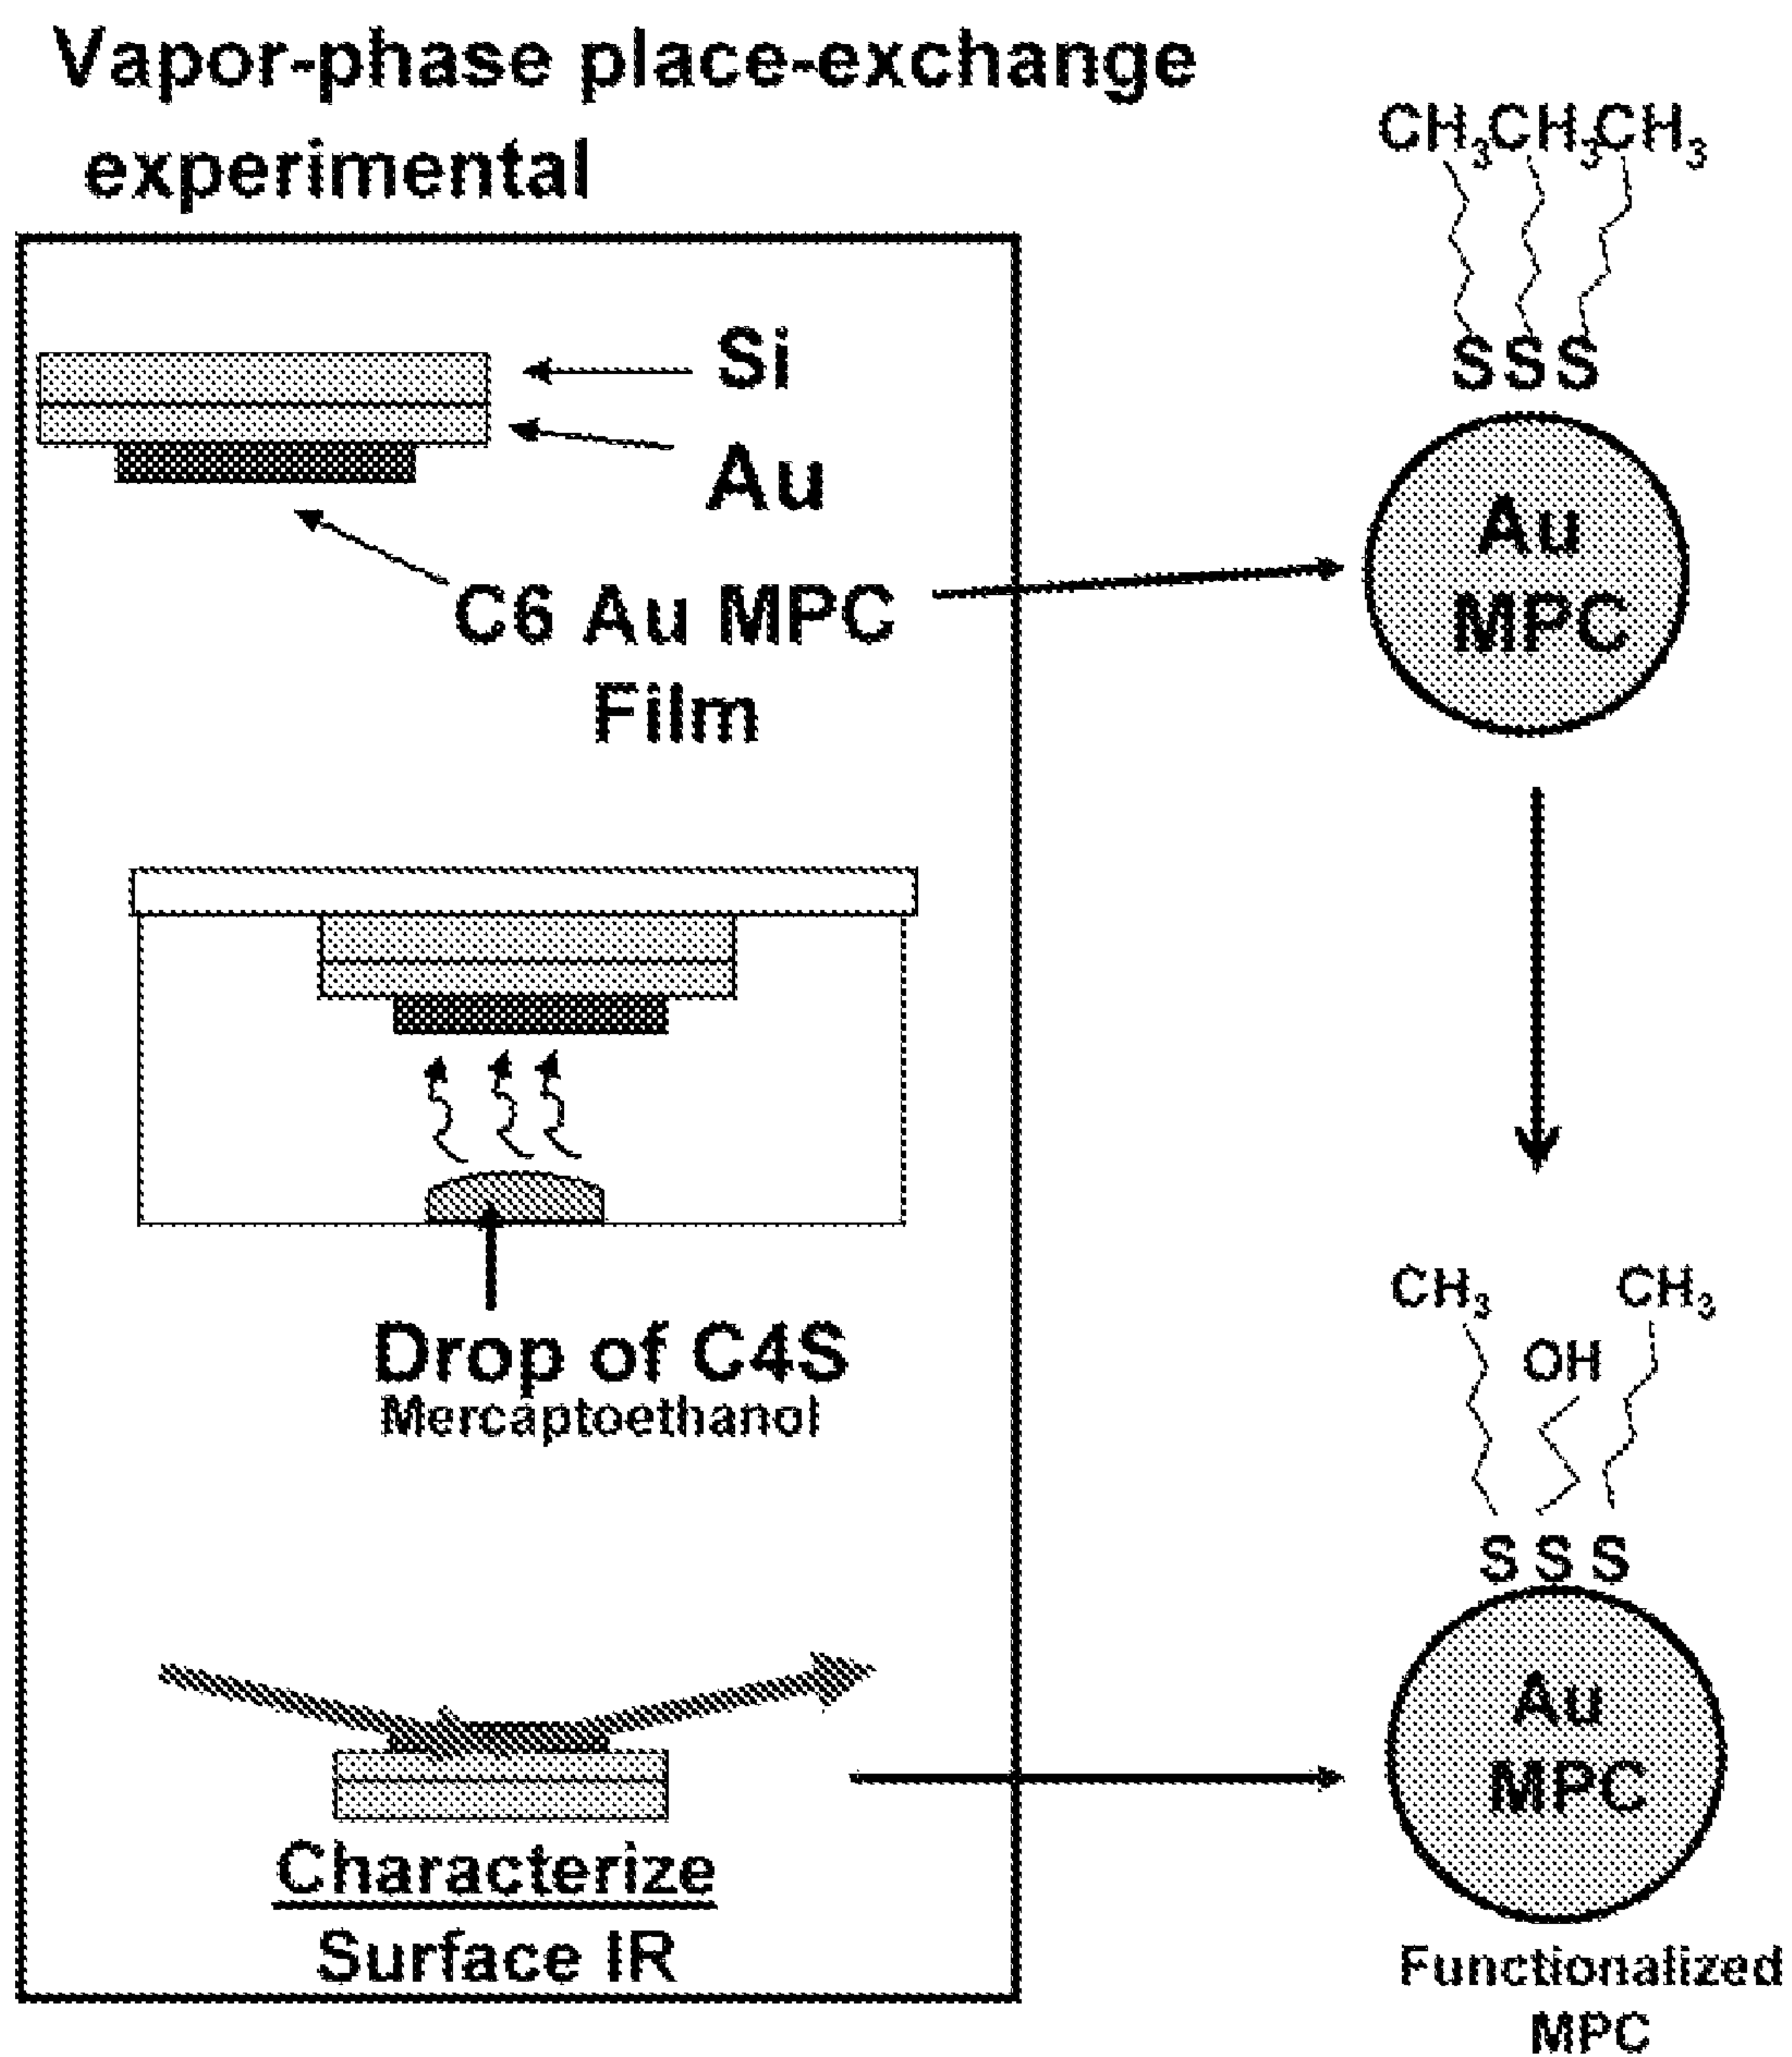 Vapor-phase place-exchange
experimental
CH3CH3CH3
SSS
Si
Au
C6 Au MPC
Film
Au
MPC
Drop of C4S
Mercaptoethanol
CH3 CH3
OH
S S S
Au
MPC
Characterize
Surface IR
Functionalized
MPC